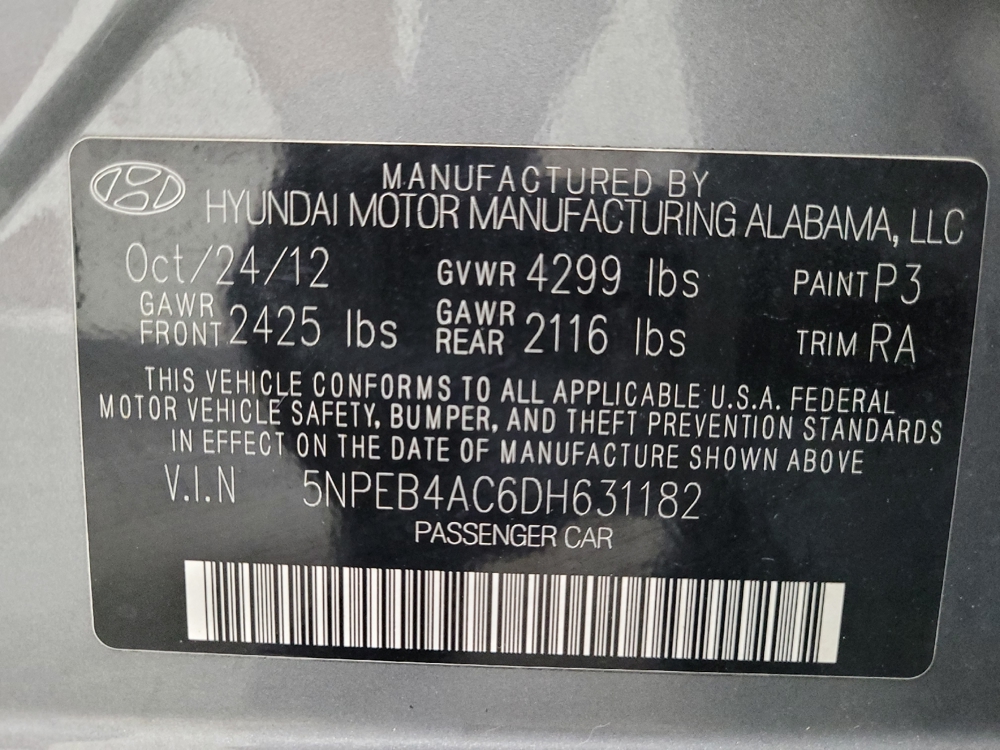 MANUFACTURED BY
HYUNDAI MOTOR MANUFACTURING ALABAMA, LLC
Oct/24/12 GVWR 4299 lbs PAINT P3
GAWR FRONT 2425 lbs GAWR REAR 2116 lbs TRIM RA
THIS VEHICLE CONFORMS TO ALL APPLICABLE U.S.A. FEDERAL
MOTOR VEHICLE SAFETY, BUMPER, AND THEFT PREVENTION STANDARDS
IN EFFECT ON THE DATE OF MANUFACTURE SHOWN ABOVE
V.I.N 5NPEB4AC6DH631182
PASSENGER CAR